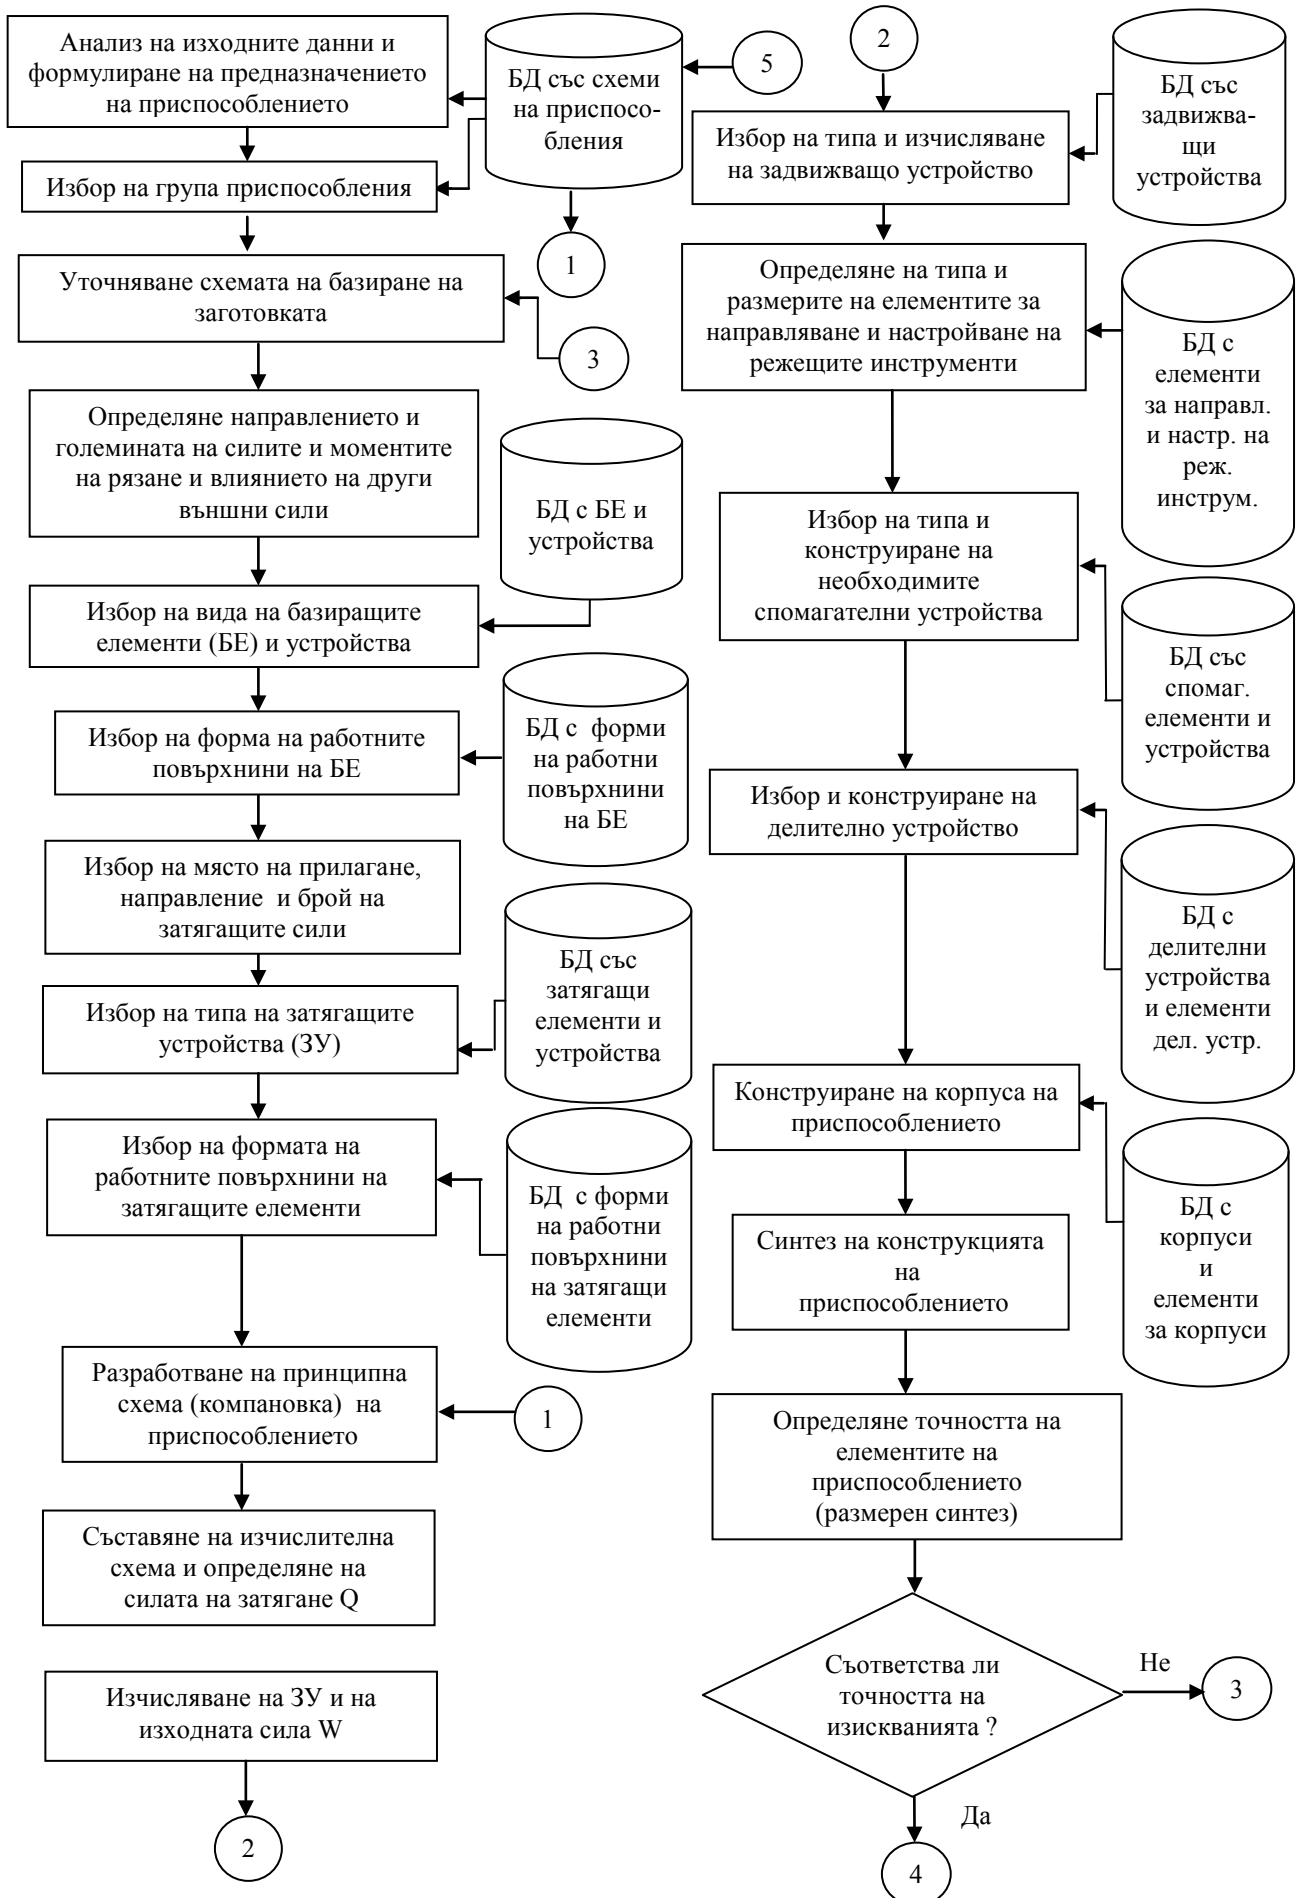 Анализ на изходните данни и
формулиране на предназначението
на приспособлението
БД със схеми
на приспосо-
бления
5
Избор на група приспособления
1
Уточняване схемата на базиране на
заготовката
3
Определяне направлението и
големината на силите и моментите
на рязане и влиянието на други
външни сили
БД с БЕ и
устройства
Избор на вида на базиращите
елементи (БЕ) и устройства
Избор на форма на работните
повърхнини на БЕ
БД с форми
на работни
повърхнини
на БЕ
Избор на място на прилагане,
направление и брой на
затягащите сили
Избор на типа на затягащите
устройства (ЗУ)
БД със
затягащи
елементи и
устройства
Избор на формата на
работните повърхнини на
затягащите елементи
БД с форми
на работни
повърхнини
на затягащи
елементи
Разработване на принципна
схема (компановка) на
приспособлението
1
Съставяне на изчислителна
схема и определяне на
силата на затягане Q
Изчисляване на ЗУ и на
изходната сила W
2
2
Избор на типа и изчисляване
на задвижващо устройство
БД със
задвижва-
щи
устройства
Определяне на типа и
размерите на елементите за
направляване и настройване на
режещите инструменти
БД с
елементи
за направл.
и настр. на
реж.
инструм.
Избор на типа и
конструиране на
необходимите
спомагателни устройства
БД със
спомаг.
елементи и
устройства
Избор и конструиране на
делително устройство
БД с
делителни
устройства
и елементи
дел. устр.
Конструиране на корпуса на
приспособлението
БД с
корпуси
и
елементи
за корпуси
Синтез на конструкцията
на
приспособлението
Определяне точността на
елементите на
приспособлението
(размерен синтез)
Съответства ли
точността на
изискванията ?
Не
3
Да
4